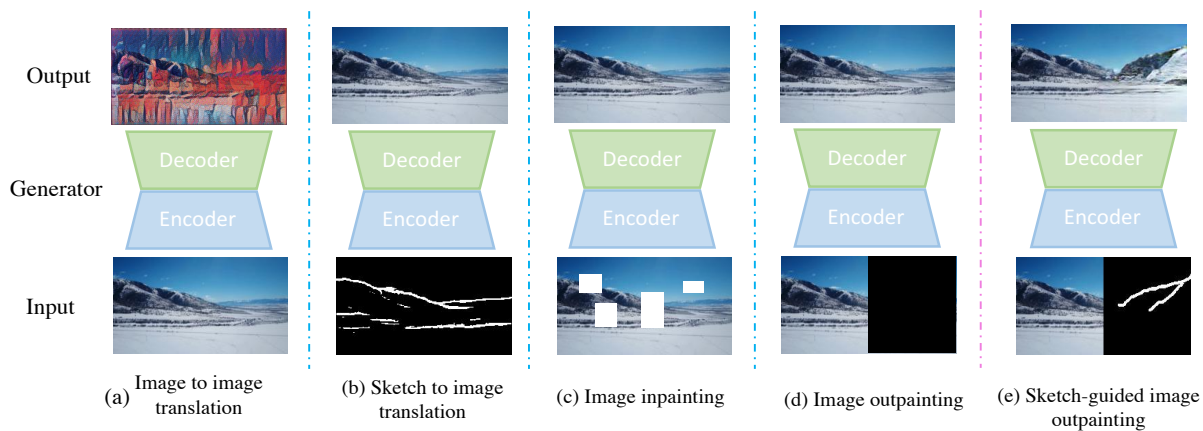 Output
Generator
Input
Decoder
Encoder
Decoder
Encoder
Decoder
Encoder
Decoder
Encoder
Decoder
Encoder
(a) Image to image
translation
(b) Sketch to image
translation
(c) Image inpainting
(d) Image outpainting
(e) Sketch-guided image
outpainting